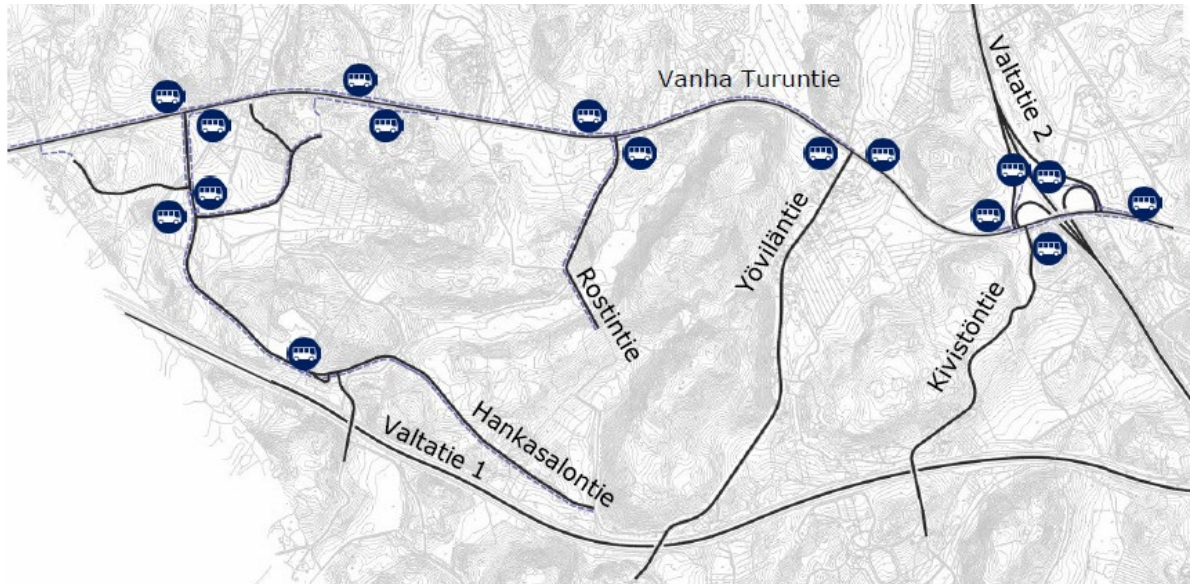 Vanha Turuntie
Valtatie 2
Yöviläntie
Rostintie
Kivistöntie
Hankasalontie
Valtatie 1